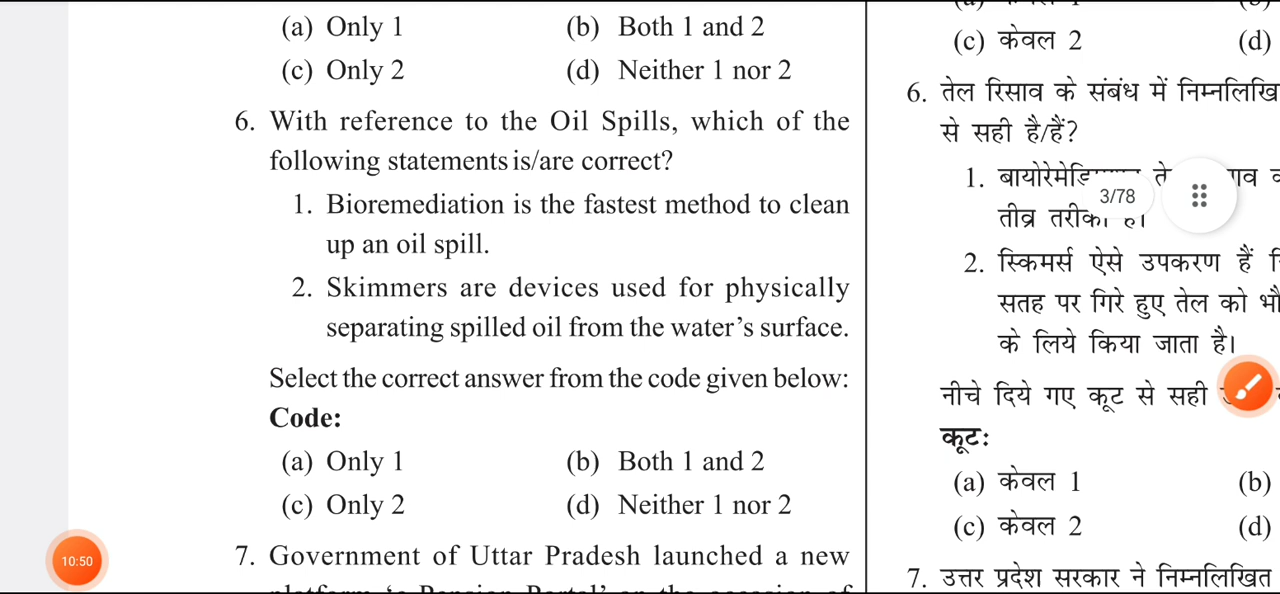 (a) Only 1 (b) Both 1 and 2
(c) Only 2 (d) Neither 1 nor 2
6. With reference to the Oil Spills, which of the
following statements is/are correct?
1. Bioremediation is the fastest method to clean
up an oil spill.
2. Skimmers are devices used for physically
separating spilled oil from the water's surface.
Select the correct answer from the code given below:
Code:
(a) Only 1 (b) Both 1 and 2
(c) Only 2 (d) Neither 1 nor 2
7. Government of Uttar Pradesh launched a new
(c) केवल 2 (d)
6. तेल रिसाव के संबंध में
से सही है/हैं?
1.
तीव्र
2. स्किमर्स ऐसे उपकरण हैं
सतह पर गिरे हुए तेल को
के लिये किया जाता है।
नीचे दिये गए कूट से सही
कूटः
(a) केवल 1 (b)
(c) केवल 2 (d)
7. उत्तर प्रदेश सरकार ने निम्नलिखित
3/78
10:50